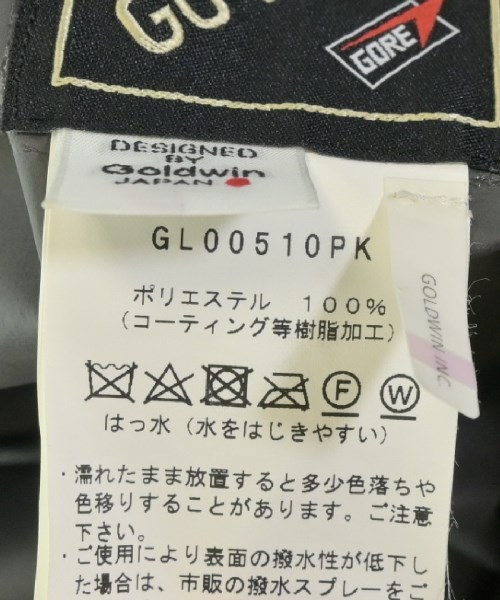 GORE
DESIGNED
BY
Goldwin
JAPAN
GL00510PK
GOLDWIN INC
ポリエステル 100%
(コーティング等樹脂加工)
F W
はっ水 (水をはじきやすい)
・濡れたまま放置すると多少色落ちや
色移りすることがあります。ご注意
下さい。
・ご使用により表面の撥水性が低下し
た場合は、市販の撥水スプレーをご